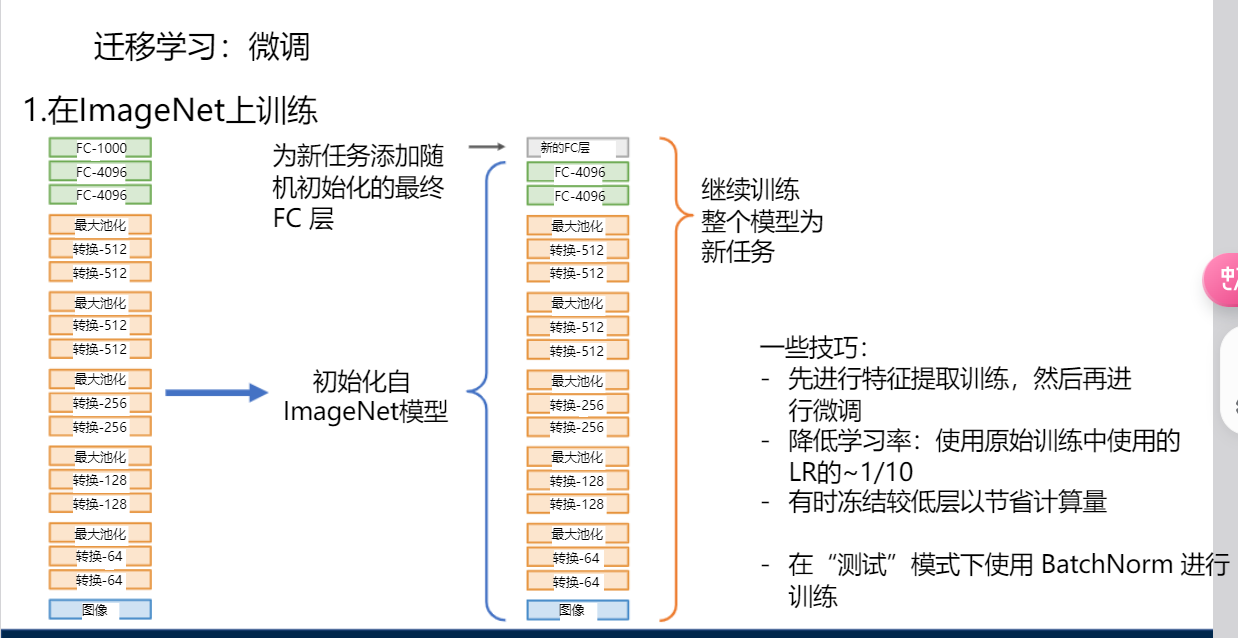 迁移学习：微调
1.在ImageNet上训练
FC-1000
FC-4096
FC-4096
最大池化
转换-512
转换-512
最大池化
转换-512
转换-512
最大池化
转换-256
转换-256
最大池化
转换-128
转换-128
最大池化
转换-64
转换-64
图像
为新任务添加随
机初始化的最终
FC 层
初始化自
ImageNet模型
新的FC层
FC-4096
FC-4096
最大池化
转换-512
转换-512
最大池化
转换-512
转换-512
最大池化
转换-256
转换-256
最大池化
转换-128
转换-128
最大池化
转换-64
转换-64
图像
继续训练
整个模型为
新任务
一些技巧：
- 先进行特征提取训练，然后再进
行微调
- 降低学习率：使用原始训练中使用的
LR的~1/10
- 有时冻结较低层以节省计算量
- 在“测试”模式下使用 BatchNorm 进行
训练